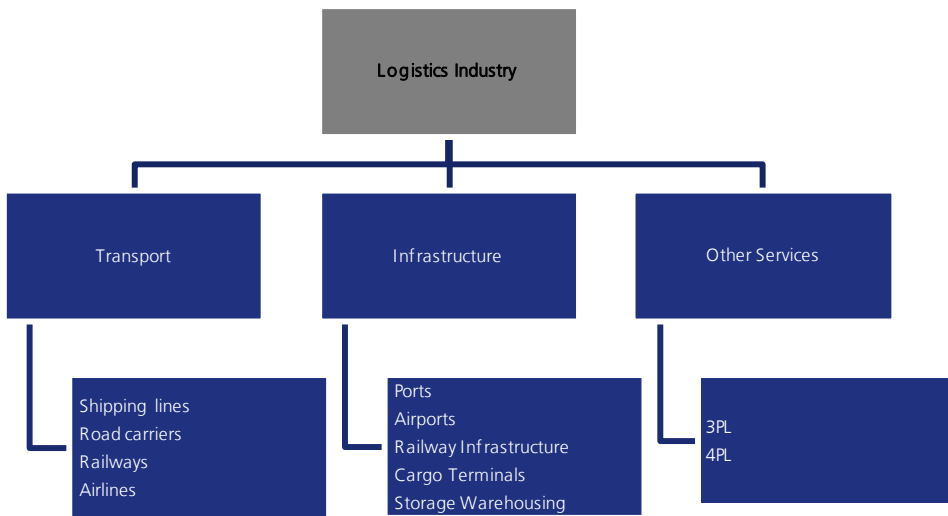 Logistics Industry
Transport
Infrastructure
Other Services
Shipping lines
Road carriers
Railways
Airlines
Ports
Airports
Railway Infrastructure
Cargo Terminals
Storage Warehousing
3PL
4PL